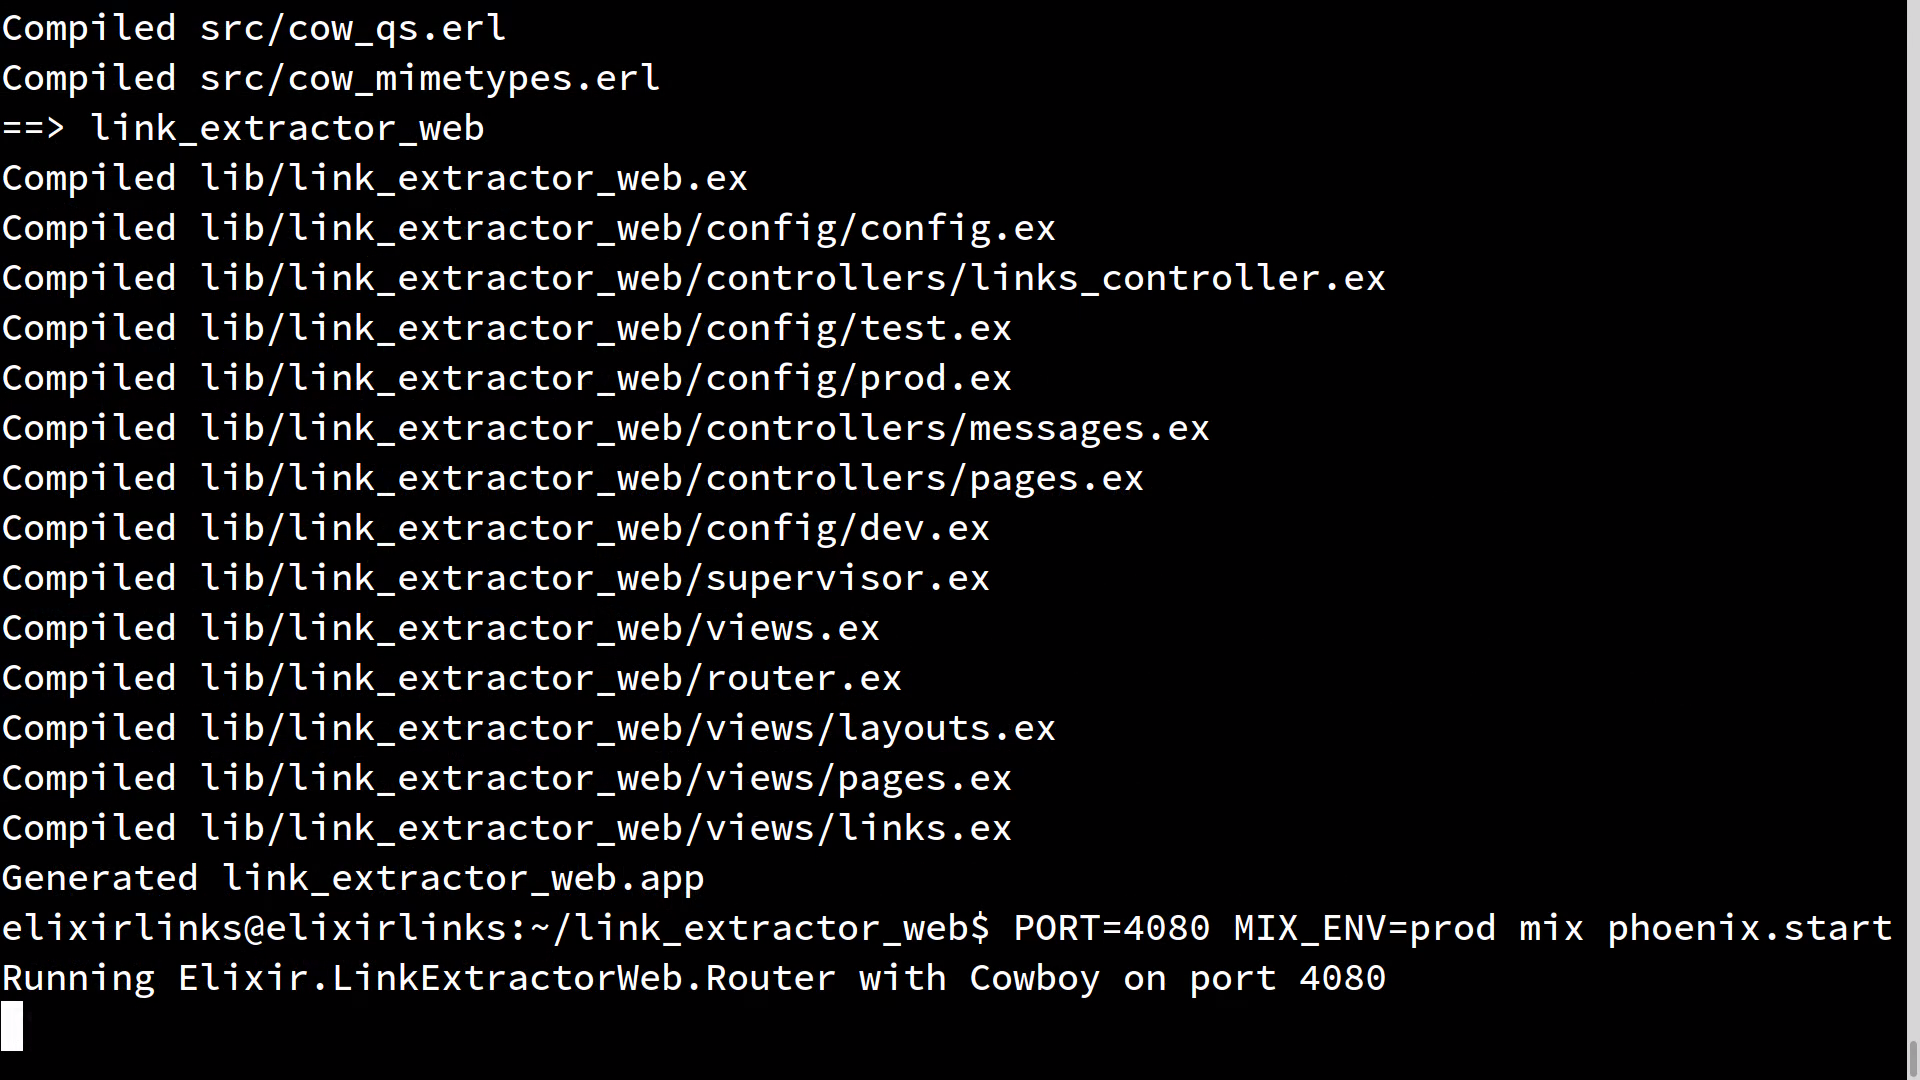 Compiled src/cow_qs.erl
Compiled src/cow_mimetypes.erl
==> link_extractor_web
Compiled lib/link_extractor_web.ex
Compiled lib/link_extractor_web/config/config.ex
Compiled lib/link_extractor_web/controllers/links_controller.ex
Compiled lib/link_extractor_web/config/test.ex
Compiled lib/link_extractor_web/config/prod.ex
Compiled lib/link_extractor_web/controllers/messages.ex
Compiled lib/link_extractor_web/controllers/pages.ex
Compiled lib/link_extractor_web/config/dev.ex
Compiled lib/link_extractor_web/supervisor.ex
Compiled lib/link_extractor_web/views.ex
Compiled lib/link_extractor_web/router.ex
Compiled lib/link_extractor_web/views/layouts.ex
Compiled lib/link_extractor_web/views/pages.ex
Compiled lib/link_extractor_web/views/links.ex
Generated link_extractor_web.app
elixirlinks@elixirlinks:~/link_extractor_web$ PORT=4080 MIX_ENV=prod mix phoenix.start
Running Elixir.LinkExtractorWeb.Router with Cowboy on port 4080